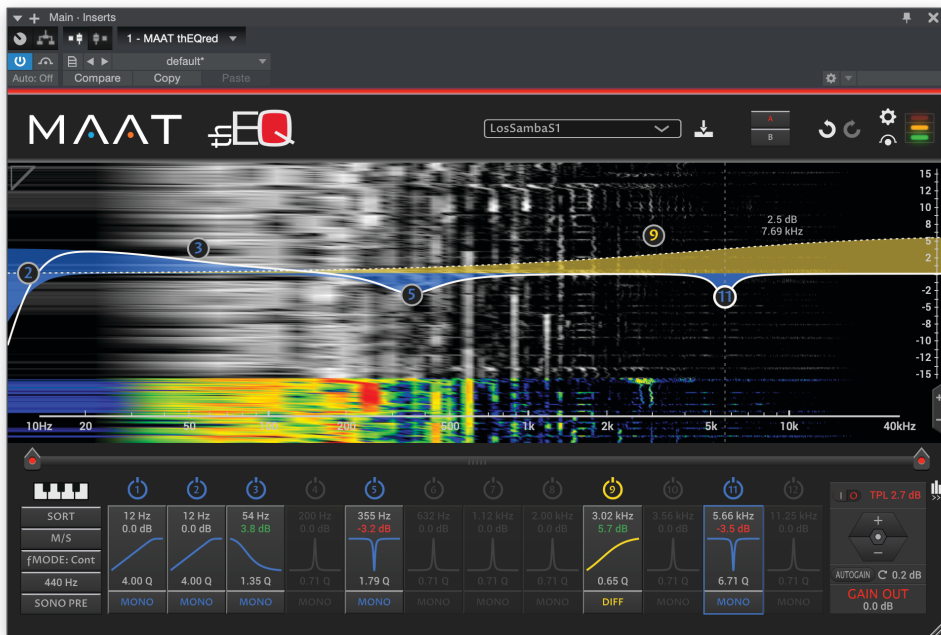 Main - Inserts
1 - MAAT thEQred
default*
Auto: Off Compare Copy Paste
MAAT thEQ LosSambaS1 A
B
15
12
10
8
5
2
-2
-5
-8
-10
-12
-15
2.5 dB
7.69 kHz
2 3 5 9 11
10Hz 20 50 100 200 500 1k 2k 5k 10k 40kHz
1 2 3 4 5 6 7 8 9 10 11 12
SORT
M/S
ƒMODE: Cont
440 Hz
SONO PRE
12 Hz 12 Hz 54 Hz 200 Hz 355 Hz 632 Hz 1.12 kHz 2.00 kHz 3.02 kHz 3.56 kHz 5.66 kHz 11.25 kHz
0.0 dB 0.0 dB 3.8 dB 0.0 dB -3.2 dB 0.0 dB 0.0 dB 0.0 dB 5.7 dB 0.0 dB -3.5 dB 0.0 dB
4.00 Q 4.00 Q 1.35 Q 0.71 Q 1.79 Q 0.71 Q 0.71 Q 0.71 Q 0.65 Q 0.71 Q 6.71 Q 0.71 Q
MONO MONO MONO MONO MONO MONO MONO MONO DIFF MONO MONO MONO
TPL 2.7 dB
AUTOGAIN 0.2 dB
GAIN OUT
0.0 dB